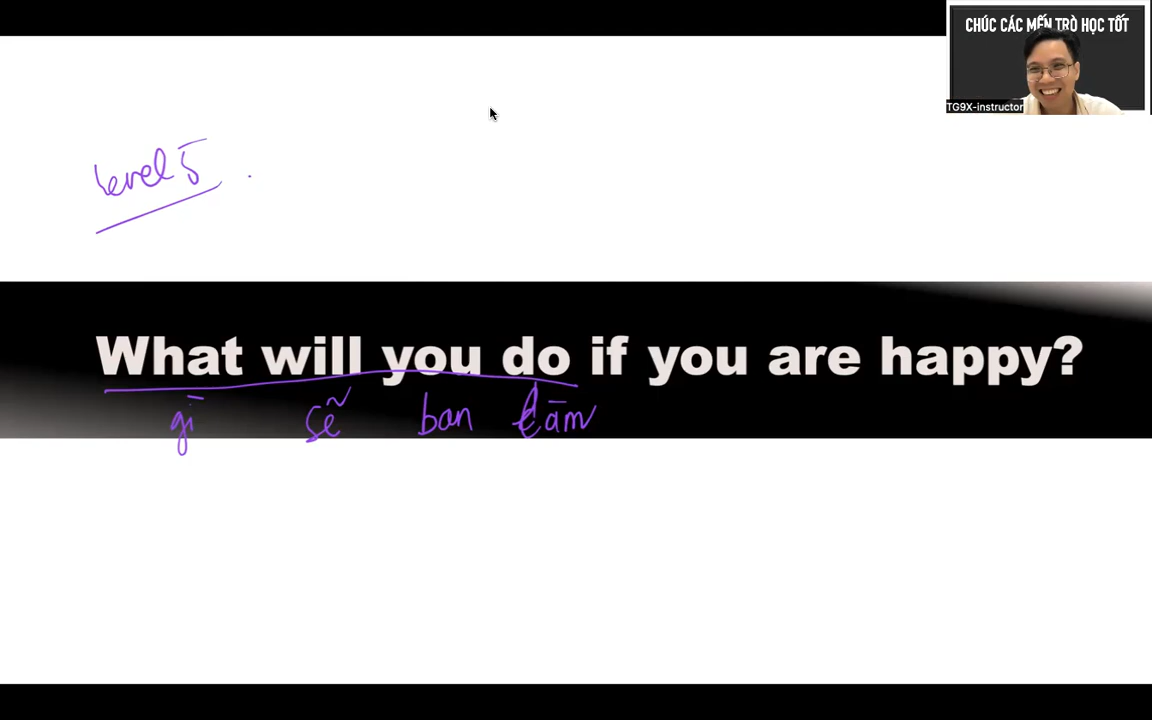 CHÚC CÁC MẾN TRÒ HỌC TỐT
TG9X-instructor
level 5
What will you do if you are happy?
gì sẽ bạn làm